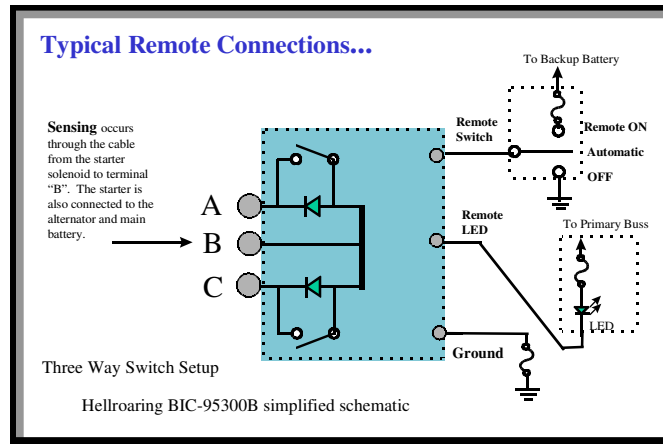 Typical Remote Connections...
To Backup Battery
Sensing occurs
through the cable
from the starter
solenoid to terminal
“B”.  The starter is
also connected to the
alternator and main
battery.
Remote
Switch
Remote ON
Automatic
OFF
A
B
C
Remote
LED
To Primary Buss
LED
Ground
Three Way Switch Setup
Hellroaring BIC-95300B simplified schematic